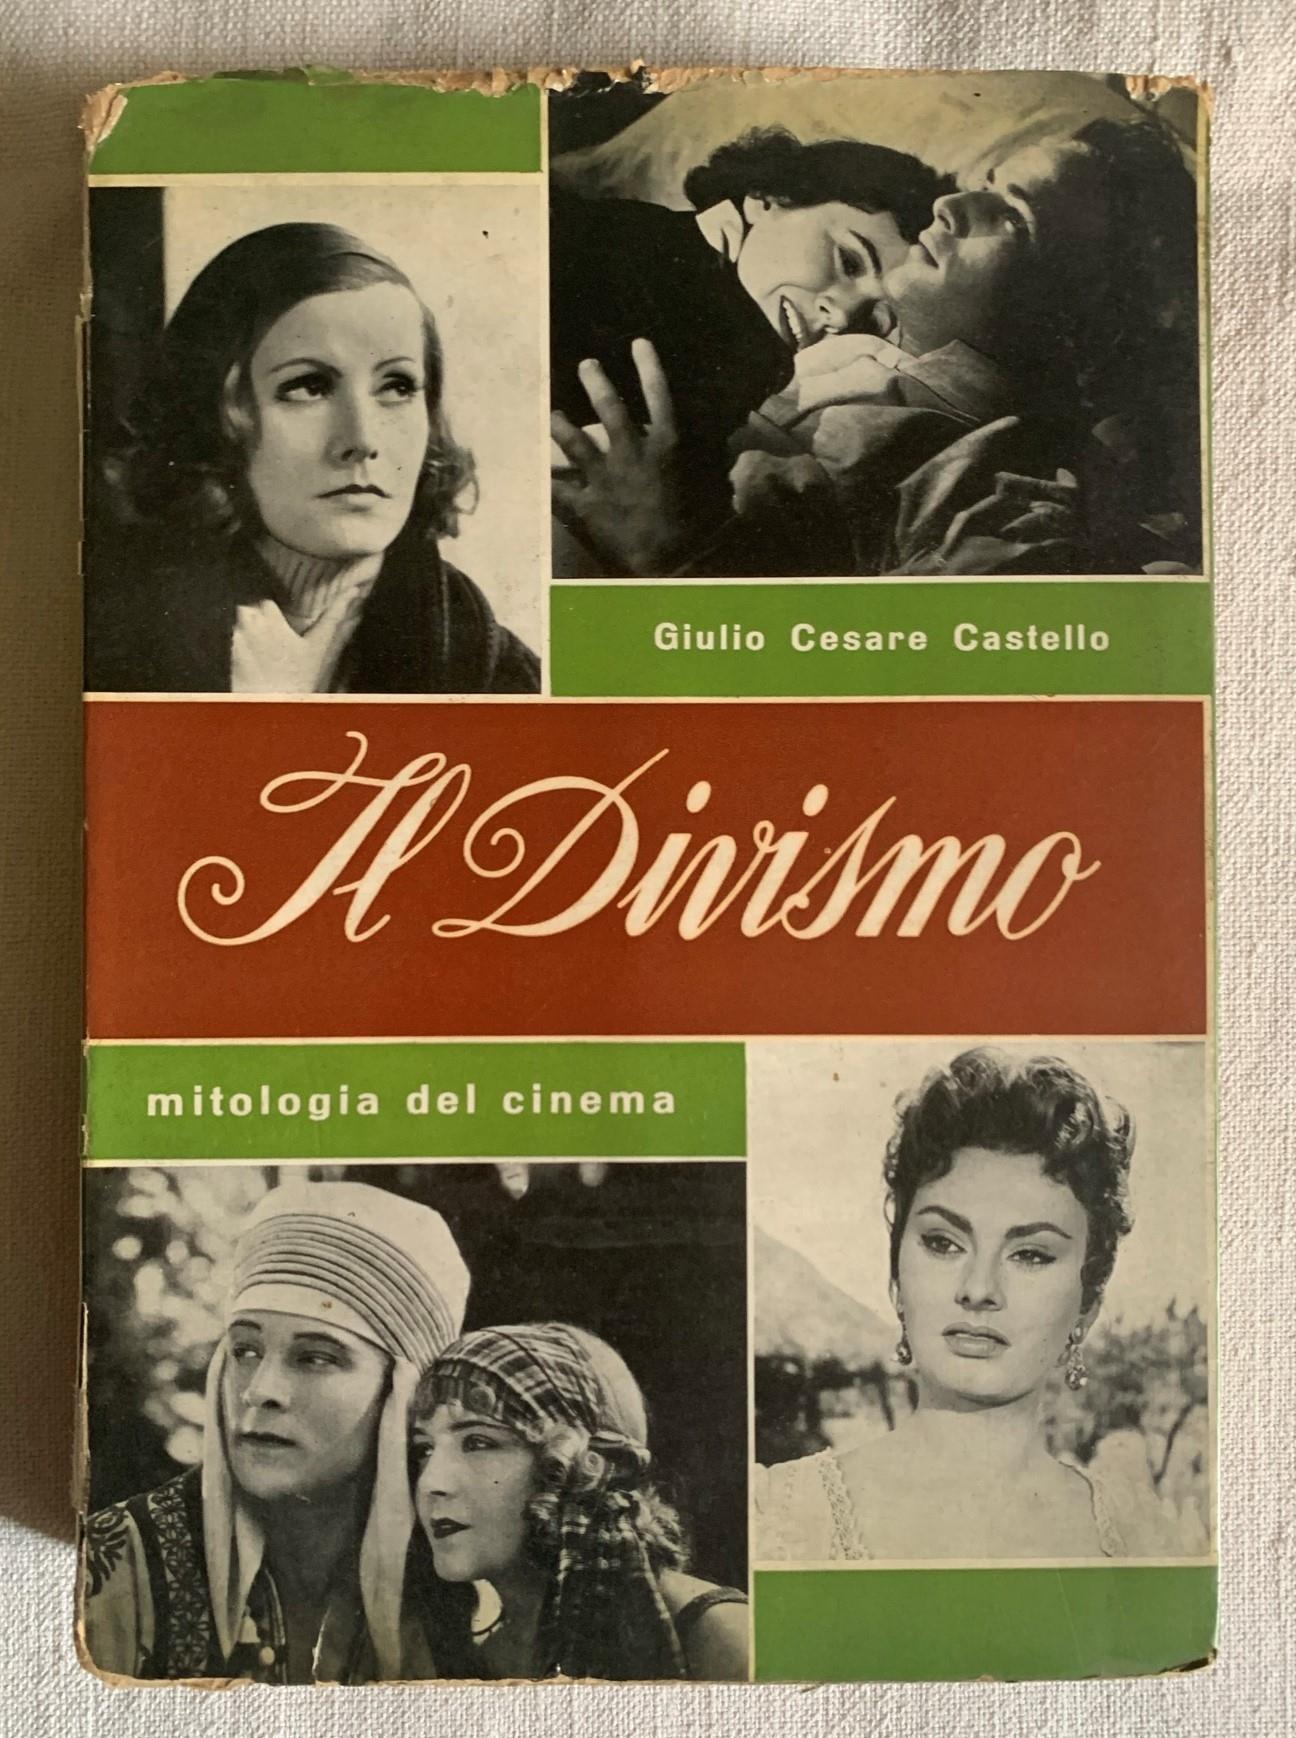 Giulio Cesare Castello
Il Divismo
mitologia del cinema